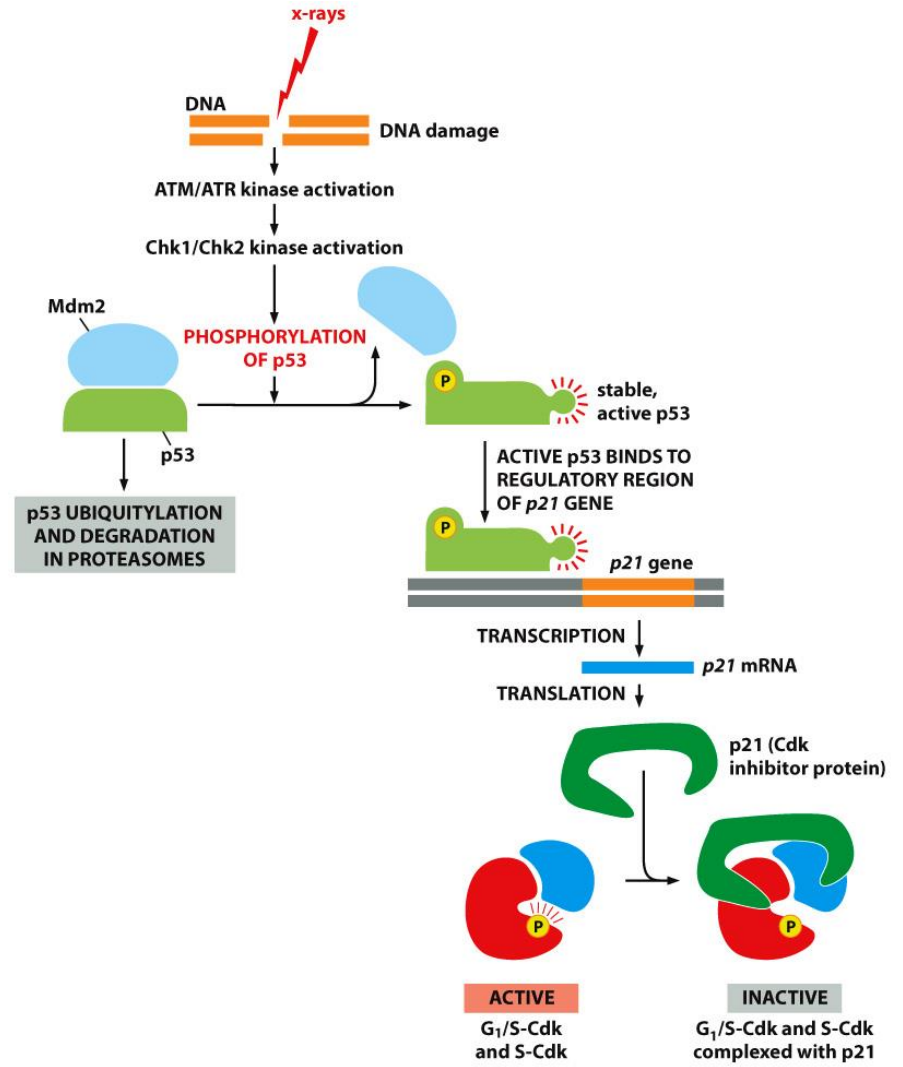 x-rays
DNA
DNA damage
ATM/ATR kinase activation
Chk1/Chk2 kinase activation
Mdm2
PHOSPHORYLATION
OF p53
P
stable,
active p53
p53
p53 UBIQUITYLATION
AND DEGRADATION
IN PROTEASOMES
ACTIVE p53 BINDS TO
REGULATORY REGION
OF p21 GENE
P
p21 gene
TRANSCRIPTION
p21 mRNA
TRANSLATION
p21 (Cdk
inhibitor protein)
P
P
ACTIVE
G1/S-Cdk
and S-Cdk
INACTIVE
G1/S-Cdk and S-Cdk
complexed with p21